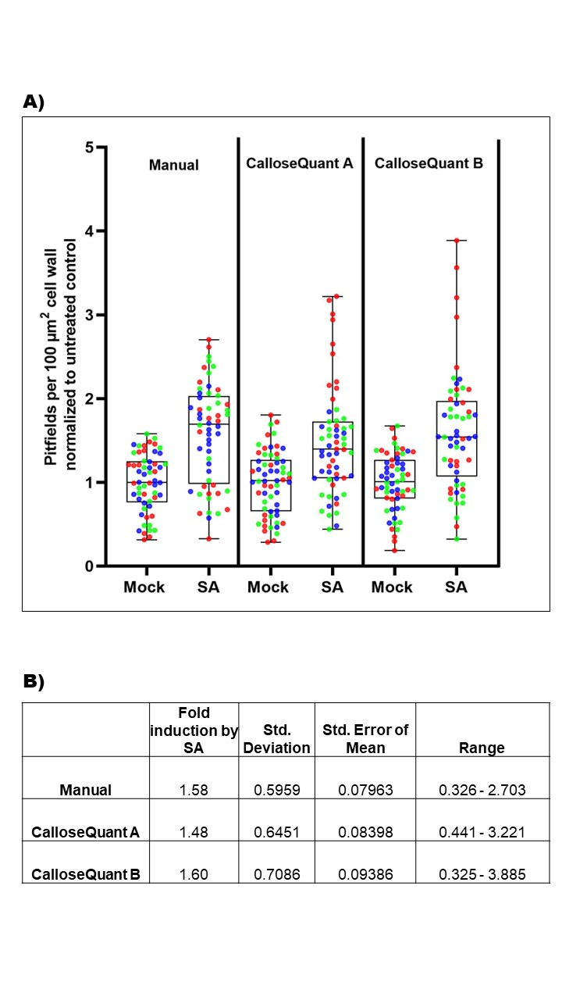 A)
Pitfields per 100 µm² cell wall
normalized to untreated control
5
4
3
2
1
0
Manual
CalloseQuant A
CalloseQuant B
Mock SA Mock SA Mock SA
B)
Fold induction by SA Std. Deviation Std. Error of Mean Range
Manual 1.58 0.5959 0.07963 0.326 - 2.703
CalloseQuant A 1.48 0.6451 0.08398 0.441 - 3.221
CalloseQuant B 1.60 0.7086 0.09386 0.325 - 3.885